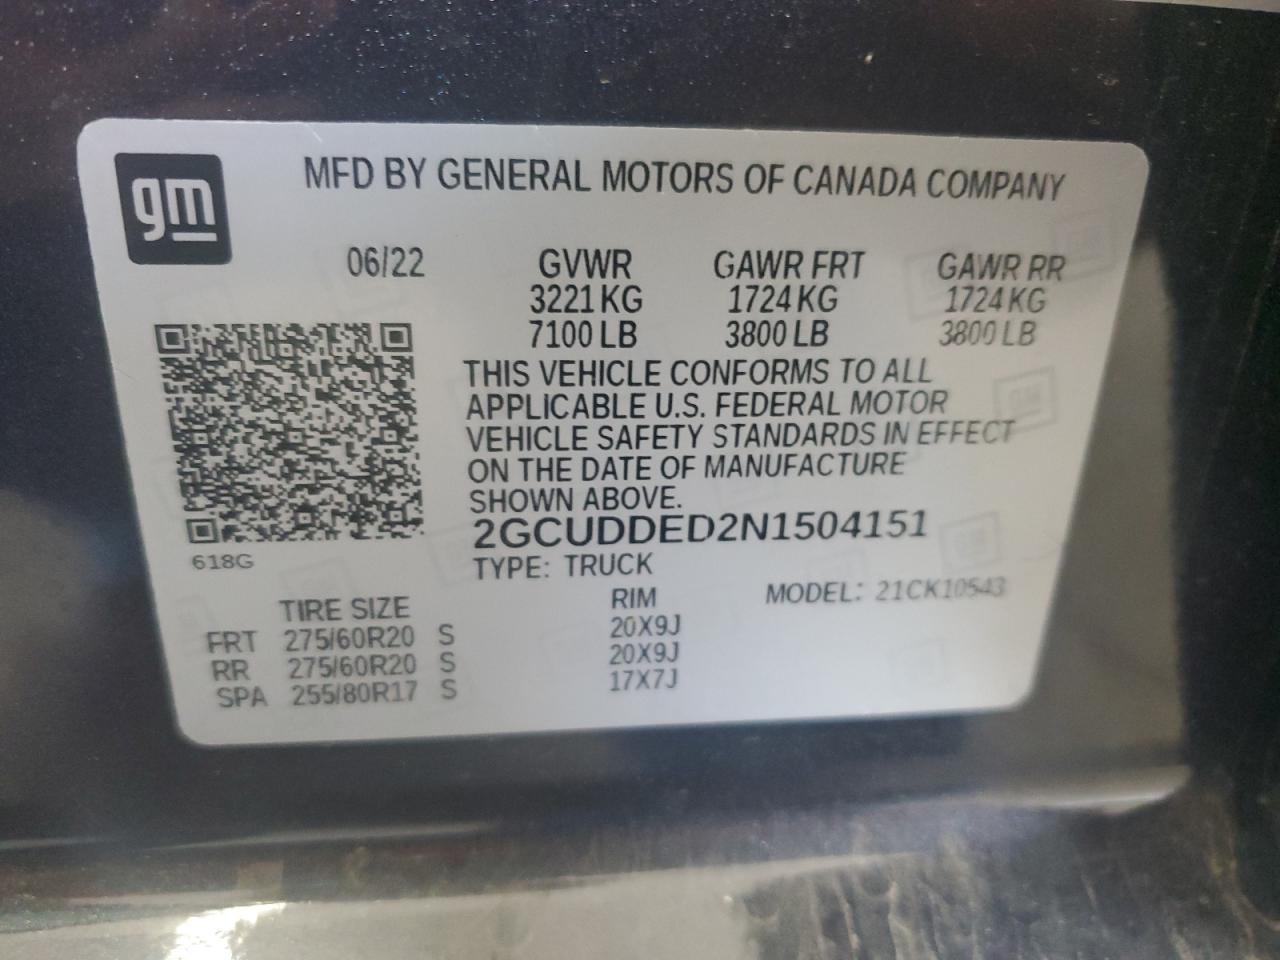 gm
MFD BY GENERAL MOTORS OF CANADA COMPANY
06/22 GVWR GAWR FRT GAWR RR
3221 KG 1724 KG 1724 KG
7100 LB 3800 LB 3800 LB
THIS VEHICLE CONFORMS TO ALL
APPLICABLE U.S. FEDERAL MOTOR
VEHICLE SAFETY STANDARDS IN EFFECT
ON THE DATE OF MANUFACTURE
SHOWN ABOVE.
2GCUDDED2N1504151
618G
TYPE: TRUCK
MODEL: 21CK10543
TIRE SIZE RIM
FRT 275/60R20 S 20X9J
RR 275/60R20 S 20X9J
SPA 255/80R17 S 17X7J